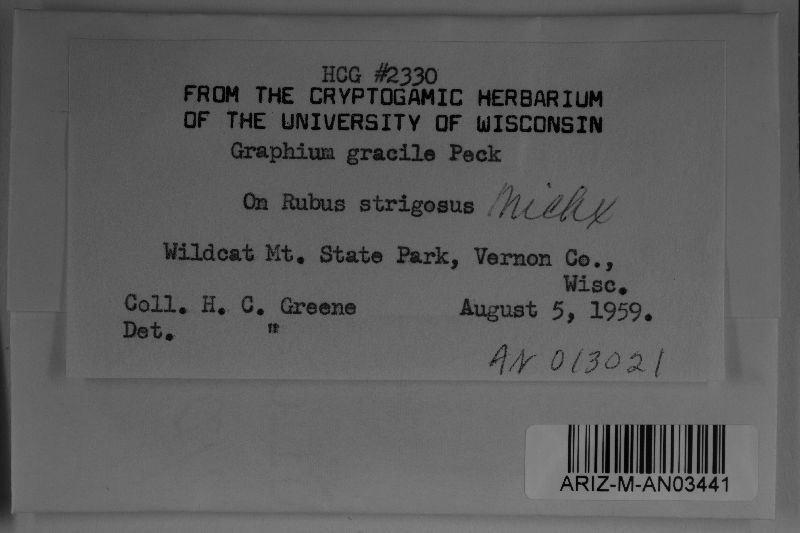 HCG #2330
FROM THE CRYPTOGAMIC HERBARIUM
OF THE UNIVERSITY OF WISCONSIN
Graphium gracile Peck
On Rubus strigosus Michx
Wildcat Mt. State Park, Vernon Co.,
Wisc.
Coll. H. C. Greene August 5, 1959.
Det. "
AN 013021
ARIZ-M-AN03441